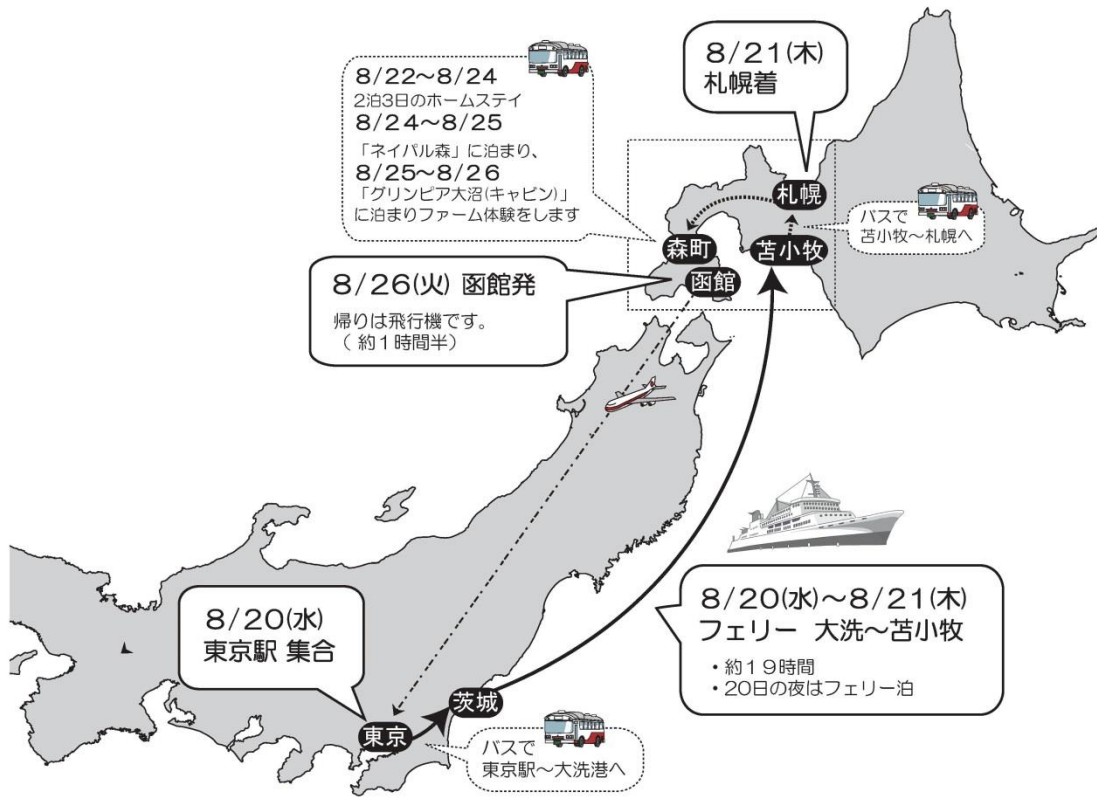 8/22～8/24
2泊3日のホームステイ
8/24～8/25
「ネイパル森」に泊まり、
8/25～8/26
「グリンピア大沼(キャビン)」
に泊まりファーム体験をします
8/21(木)
札幌着
札幌
バスで
苫小牧～札幌へ
森町
苫小牧
函館
8/26(火) 函館発
帰りは飛行機です。
（ 約１時間半）
8/20(水)～8/21(木)
フェリー 大洗～苫小牧
・約１９時間
・20日の夜はフェリー泊
8/20(水)
東京駅 集合
茨城
東京
バスで
東京駅～大洗港へ